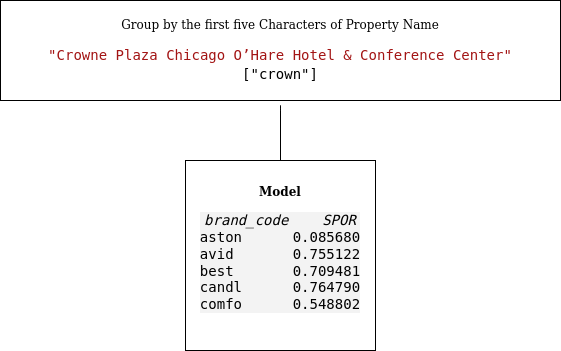 Group by the first five Characters of Property Name
"Crowne Plaza Chicago O’Hare Hotel & Conference Center"
["crown"]
Model
brand_code SPOR
aston 0.085680
avid 0.755122
best 0.709481
candl 0.764790
comfo 0.548802